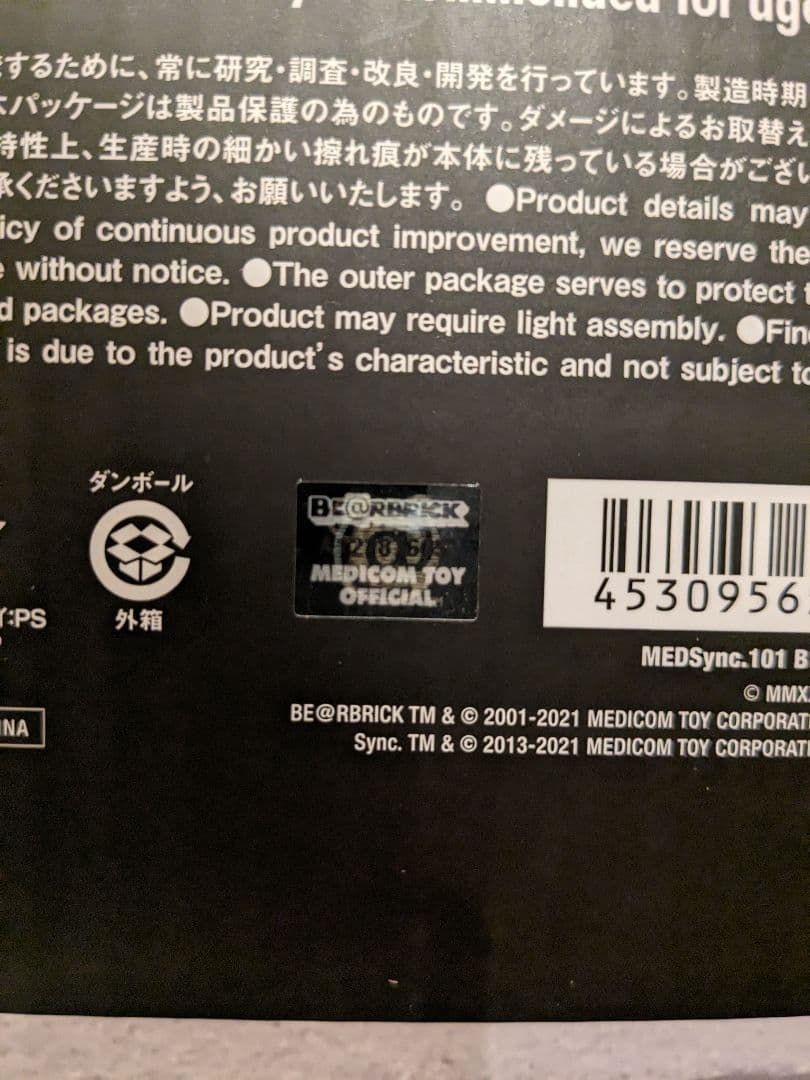 mmended for ag
するために、常に研究・調査・改良・開発を行っています。製造時期
パッケージは製品保護の為のものです。ダメージによるお取替え
特性上、生産時の細かい擦れ痕が本体に残っている場合がござい
承くださいますよう、お願いいたします。 ●Product details may
icy of continuous product improvement, we reserve the
without notice. ●The outer package serves to protect
d packages. ●Product may require light assembly. ●Fin
is due to the product's characteristic and not subject to
ダンボール
外箱
:PS
INA
BE@RBRICK
MEDICOM TOY
OFFICIAL
4530956
MEDSync.101 B
© MMX
BE@RBRICK TM & © 2001-2021 MEDICOM TOY CORPORAT
Sync. TM & © 2013-2021 MEDICOM TOY CORPORATI